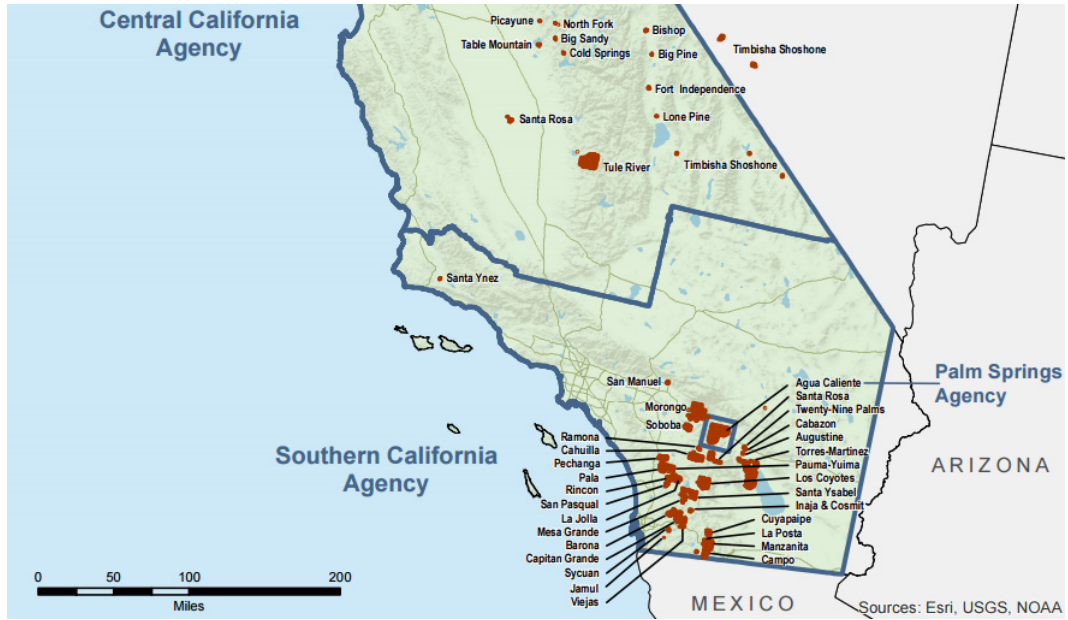 Central California
Agency
Picayune
North Fork
Big Sandy
Table Mountain
Cold Springs
Bishop
Big Pine
Timbisha Shoshone
Fort Independence
Lone Pine
Santa Rosa
Tule River
Timbisha Shoshone
Santa Ynez
San Manuel
Morongo
Soboba
Palm Springs
Agency
Agua Caliente
Santa Rosa
Twenty-Nine Palms
Cabazon
Augustine
Torres-Martinez
Pauma-Yuima
Los Coyotes
Santa Ysabel
Inaja & Cosmit
Cuyapaipe
La Posta
Manzanita
Campo
Southern California
Agency
Ramona
Cahuilla
Pechanga
Pala
Rincon
San Pasqual
La Jolla
Mesa Grande
Barona
Capitan Grande
Sycuan
Jamul
Viejas
ARIZONA
MEXICO
0 50 100 200
Miles
Sources: Esri, USGS, NOAA